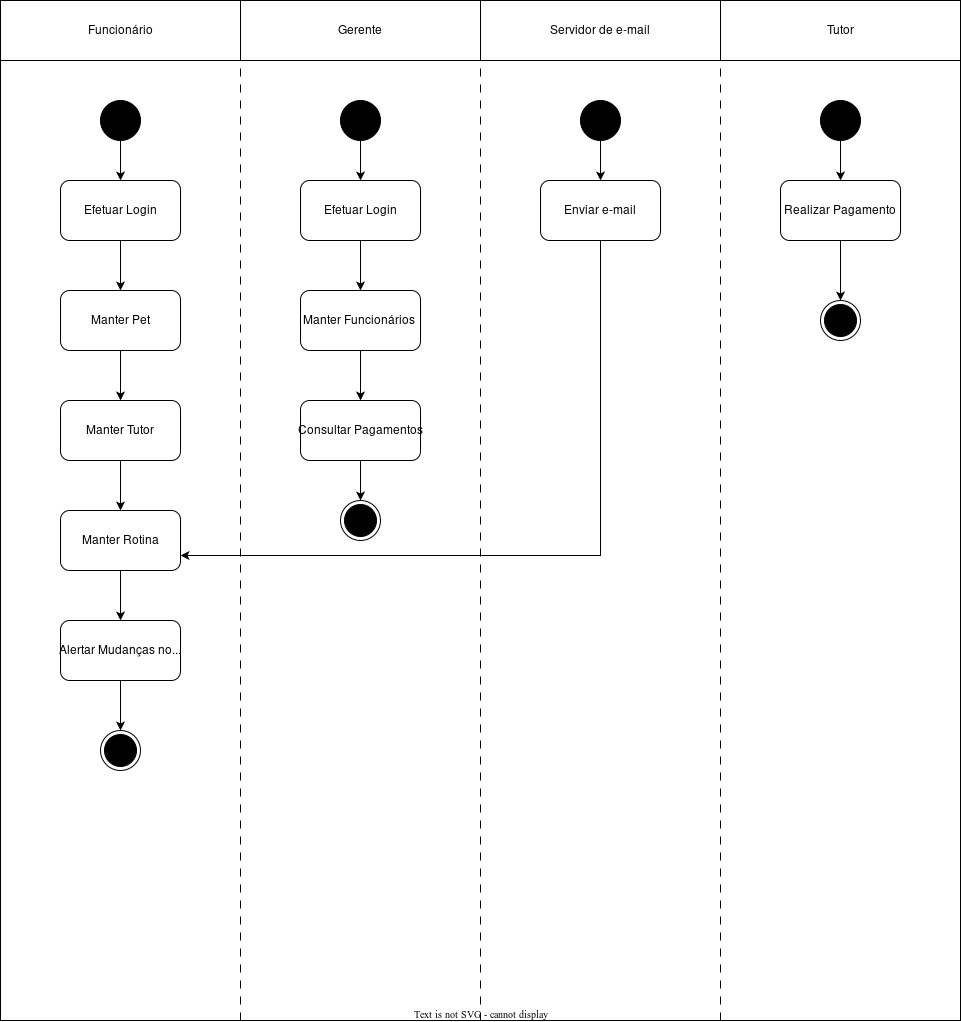 Funcionário
Gerente
Servidor de e-mail
Tutor
Efetuar Login
Efetuar Login
Enviar e-mail
Realizar Pagamento
Manter Pet
Manter Funcionários
Manter Tutor
Consultar Pagamentos
Manter Rotina
Alertar Mudanças no...
Text is not SVG - cannot display